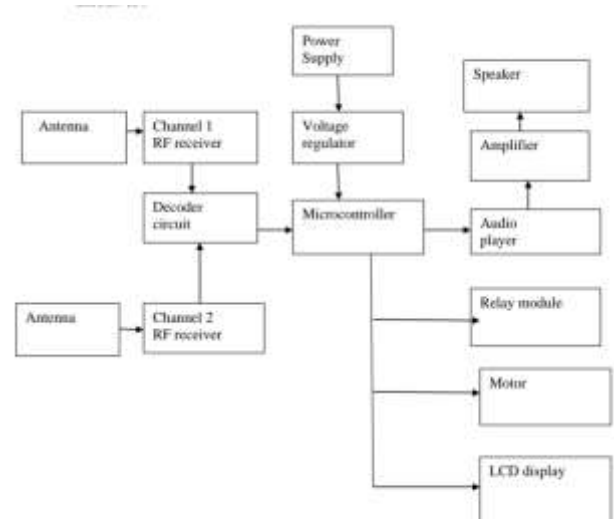 Power
Supply
Speaker
Antenna
Channel 1
RF receiver
Voltage
regulator
Amplifier
Decoder
circuit
Microcontroller
Audio
player
Antenna
Channel 2
RF receiver
Relay module
Motor
LCD display